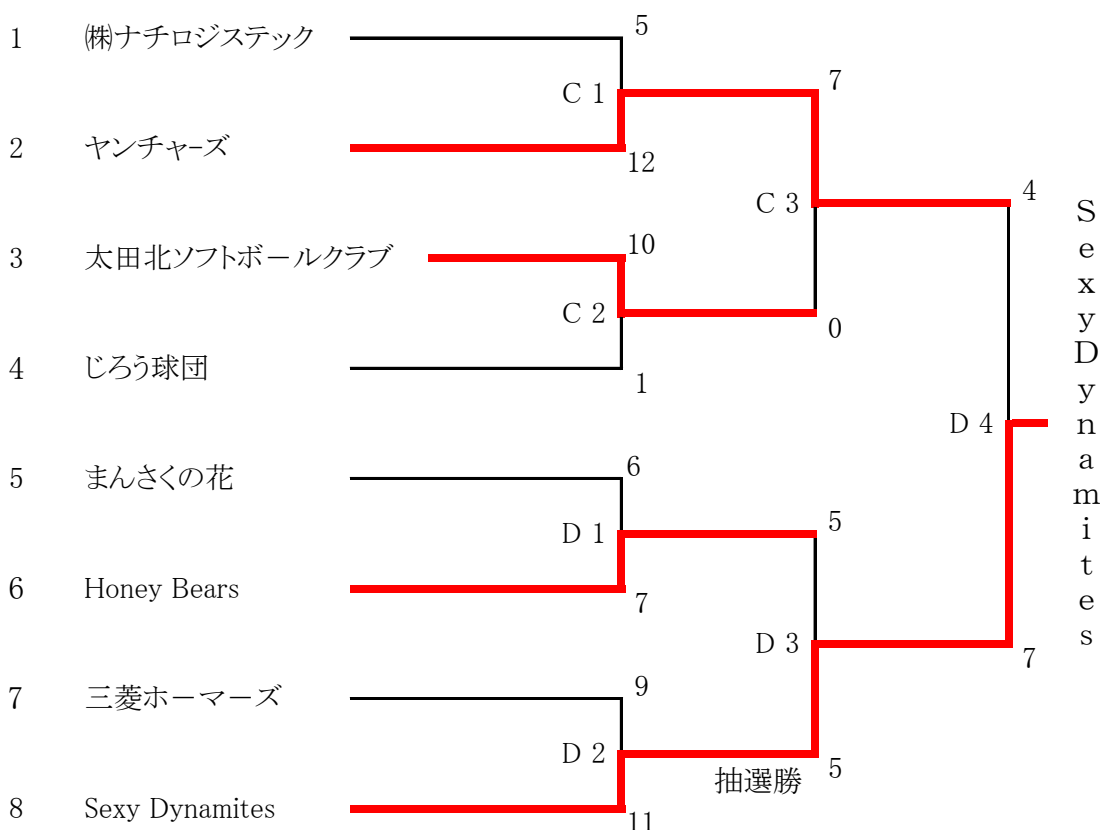 1 ㈱ナチロジステック 5
C 1 7
2 ヤンチャーズ 12
C 3 4
3 太田北ソフトボールクラブ 10
C 2 0
4 じろう球団 1
D 4
5 まんさくの花 6
D 1 5
6 Honey Bears 7
D 3 7
7 三菱ホーマーズ 9
D 2 5
抽選勝
8 Sexy Dynamites 11
Sexy Dynamites